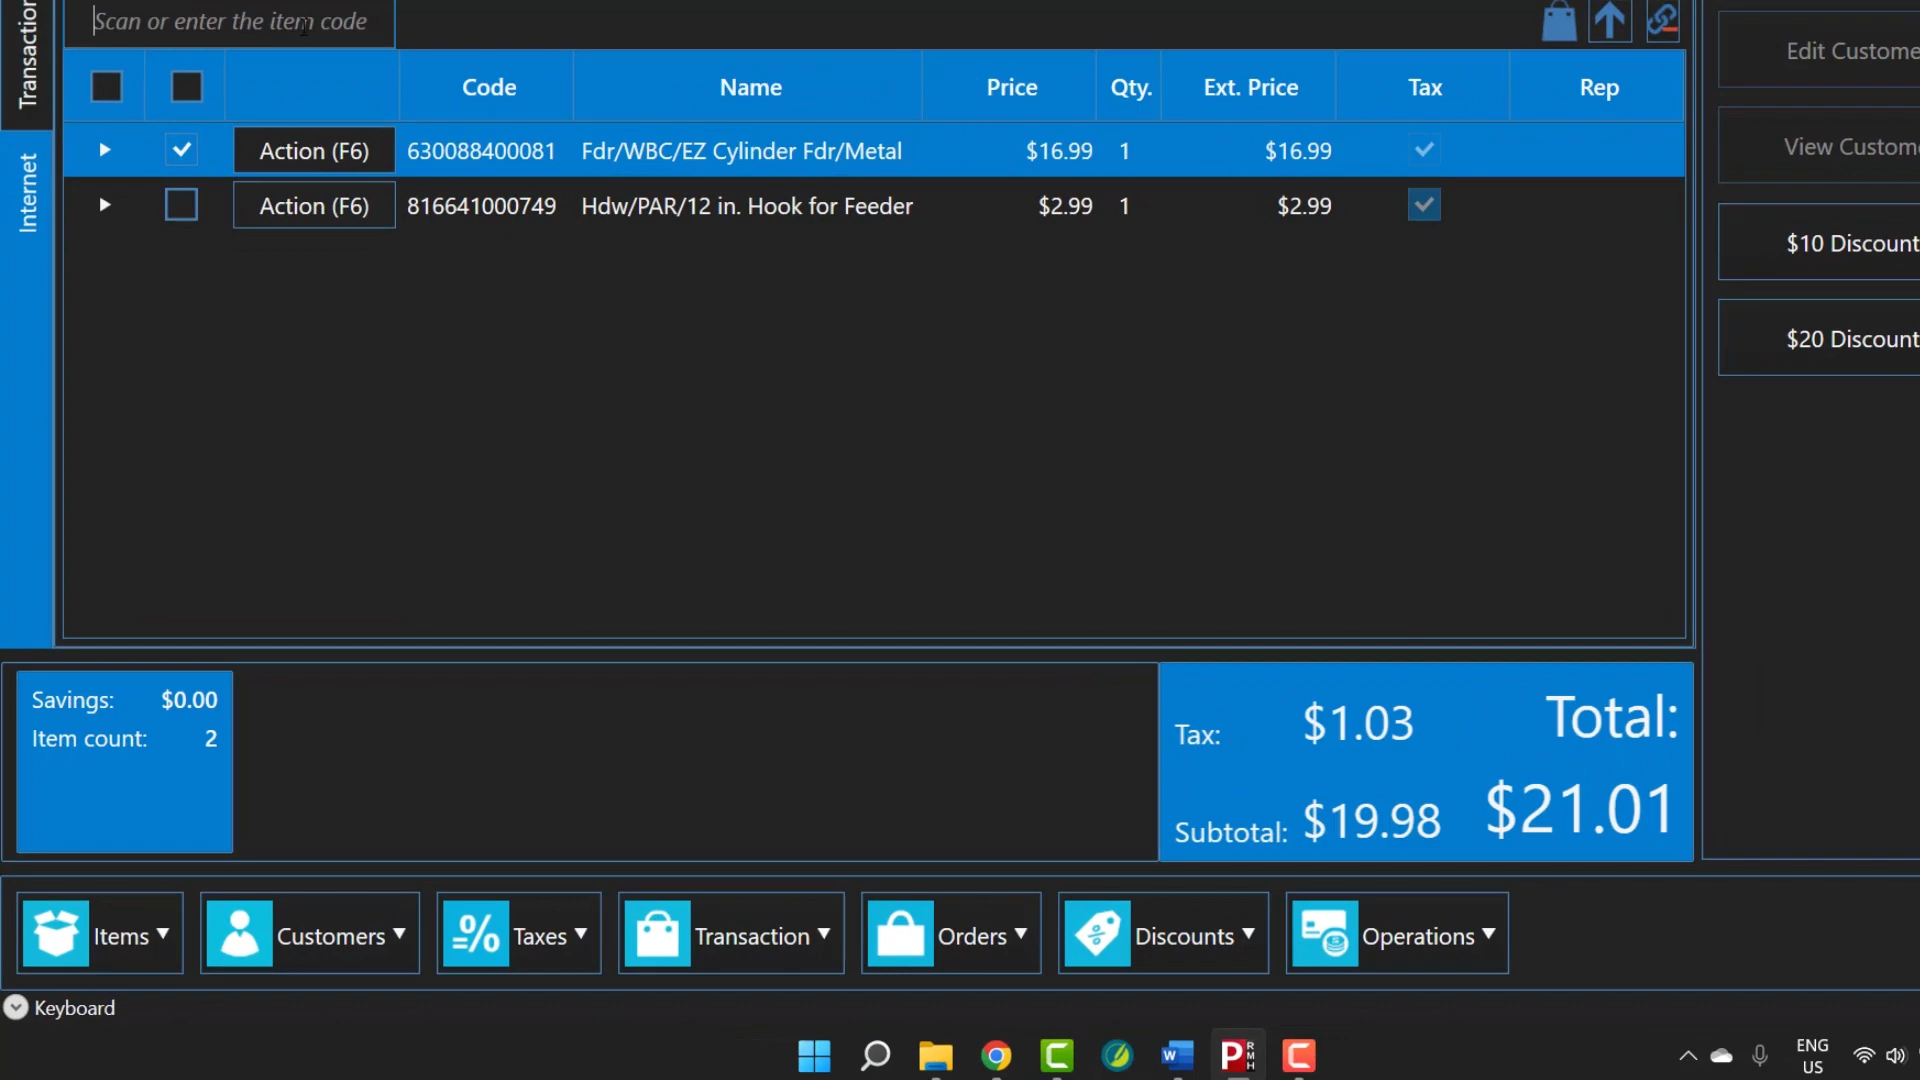 Transaction
Scan or enter the item code
Code Name Price Qty. Ext. Price Tax Rep
Action (F6) 630088400081 Fdr/WBC/EZ Cylinder Fdr/Metal $16.99 1 $16.99
Action (F6) 816641000749 Hdw/PAR/12 in. Hook for Feeder $2.99 1 $2.99
Internet
Edit Custome
View Custome
$10 Discount
$20 Discount
Savings: $0.00
Item count: 2
Tax: $1.03
Subtotal: $19.98
Total:
$21.01
Items
Customers
Taxes
Transaction
Orders
Discounts
Operations
Keyboard
W
P RMH
ENG
US